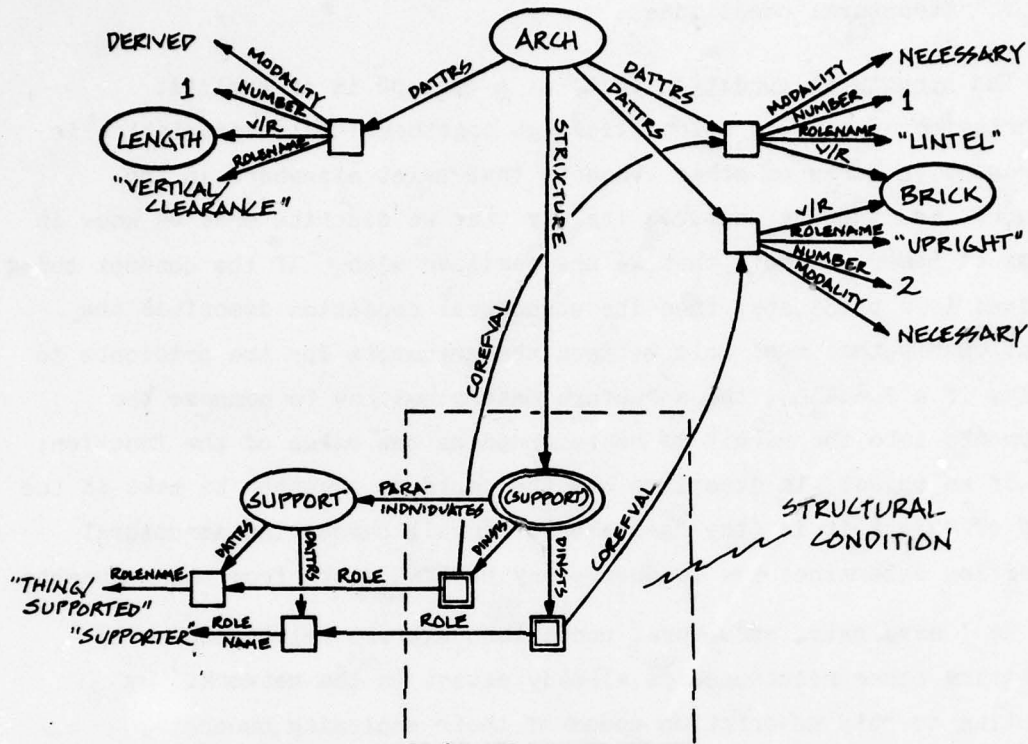 ARCH
DERIVED
MODALITY
1
NUMBER
V/R
LENGTH
ROLENAME
"VERTICAL/
CLEARANCE"
DATTRS
DATTRS
DATTRS
STRUCTURE
MODALITY
NECESSARY
NUMBER
1
ROLENAME
"LINTEL"
V/R
BRICK
V/R
ROLENAME
"UPRIGHT"
NUMBER
2
MODALITY
NECESSARY
COREFVAL
COREFVAL
SUPPORT
PARA-
INDIVIDUATES
(SUPPORT)
STRUCTURAL-
CONDITION
DATTRS
DATTRS
DINSTS
DINSTS
"THING/
SUPPORTED"
ROLENAME
ROLE
"SUPPORTER"
ROLE
NAME
ROLE